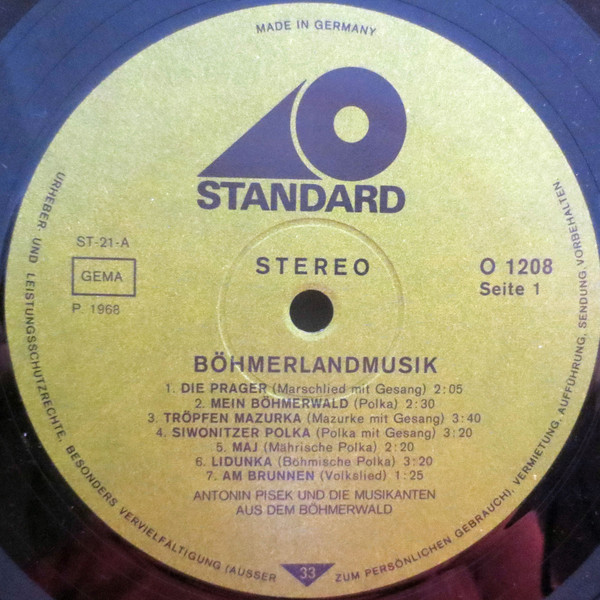 MADE IN GERMANY
STANDARD
ST-21-A
GEMA
P. 1968
STEREO
O 1208
Seite 1
BÖHMERLANDMUSIK
1. DIE PRAGER (Marschlied mit Gesang) 2:05
2. MEIN BÖHMERWALD (Polka) 2:30
3. TRÖPFEN MAZURKA (Mazurke mit Gesang) 3:40
4. SIWONITZER POLKA (Polka mit Gesang) 3:20
5. MAJ (Mährische Polka) 2:20
6. LIDUNKA (Böhmische Polka) 3:20
7. AM BRUNNEN (Volkslied) 1:25
ANTONIN PISEK UND DIE MUSIKANTEN
AUS DEM BÖHMERWALD
URHEBER- UND LEISTUNGSSCHUTZRECHTE, BESONDERS VERVIELFÄLTIGUNG (AUSSER
33
ZUM PERSÖNLICHEN GEBRAUCH), VERMIETUNG, AUFFÜHRUNG, SENDUNG, VORBEHALTEN.